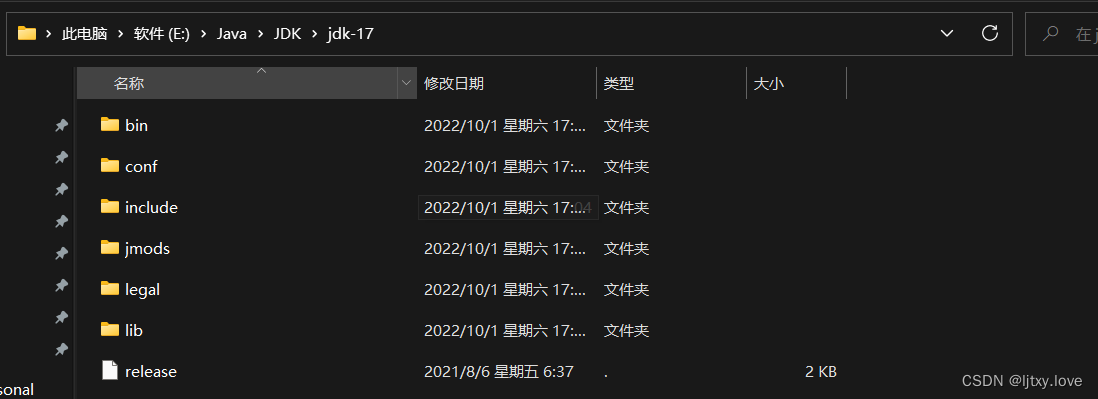 此电脑 > 软件 (E:) > Java > JDK > jdk-17
在 j
名称 修改日期 类型 大小
bin 2022/10/1 星期六 17:... 文件夹
conf 2022/10/1 星期六 17:... 文件夹
include 2022/10/1 星期六 17:...04 文件夹
jmods 2022/10/1 星期六 17:... 文件夹
legal 2022/10/1 星期六 17:... 文件夹
lib 2022/10/1 星期六 17:... 文件夹
release 2021/8/6 星期五 6:37 . 2 KB
sonal
CSDN @ljtxy.love